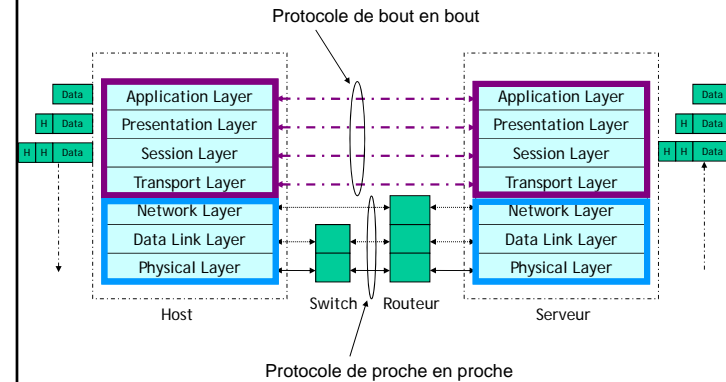 Protocole de bout en bout
Data
Application Layer
Application Layer
Data
H Data
Presentation Layer
Presentation Layer
H Data
H H Data
Session Layer
Session Layer
H H Data
Transport Layer
Transport Layer
Network Layer
Network Layer
Data Link Layer
Data Link Layer
Physical Layer
Physical Layer
Host
Switch
Routeur
Serveur
Protocole de proche en proche